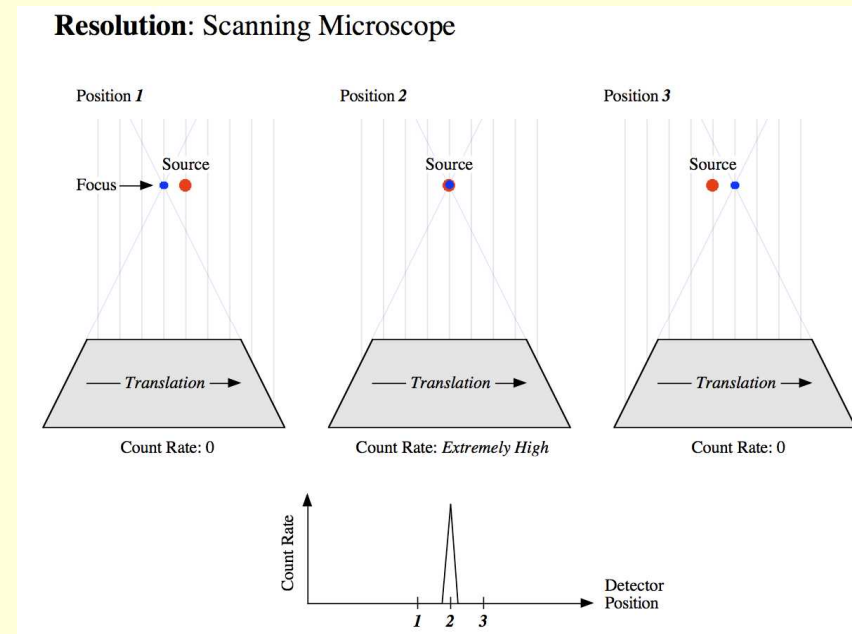 Resolution: Scanning Microscope
Position 1
Position 2
Position 3
Source
Source
Source
Focus
Translation
Translation
Translation
Count Rate: 0
Count Rate: Extremely High
Count Rate: 0
Count Rate
Detector
Position
1 2 3